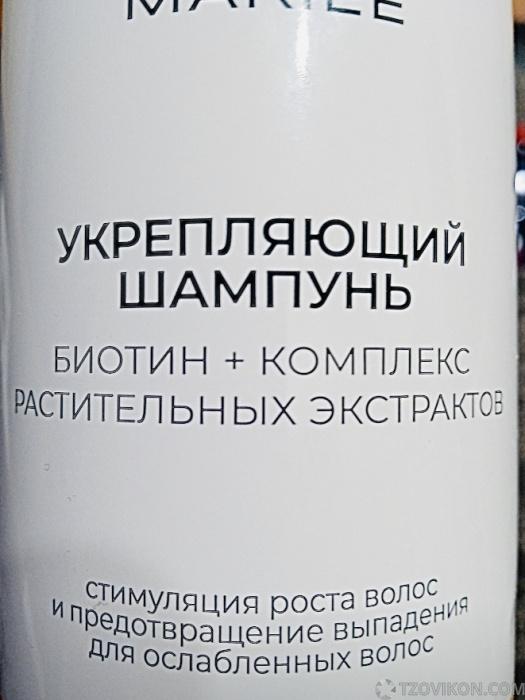 УКРЕПЛЯЮЩИЙ
ШАМПУНЬ
БИОТИН + КОМПЛЕКС
РАСТИТЕЛЬНЫХ ЭКСТРАКТОВ
стимуляция роста волос
и предотвращение выпадения
для ослабленных волос
TZOVIKON.COM